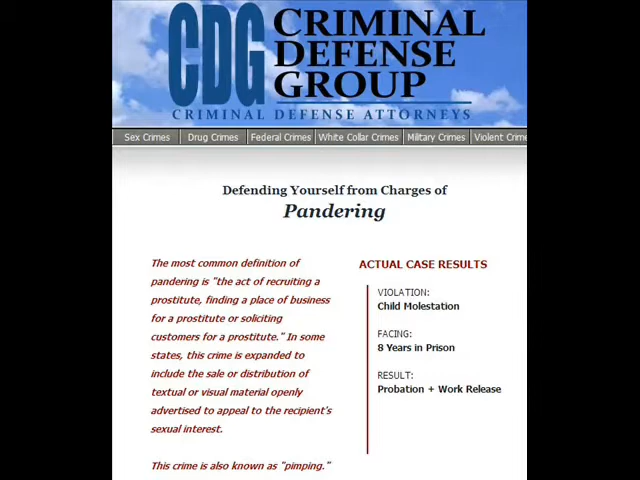 CDG CRIMINAL
DEFENSE
GROUP
CRIMINAL DEFENSE ATTORNEYS
Sex Crimes Drug Crimes Federal Crimes White Collar Crimes Military Crimes Violent Crime
Defending Yourself from Charges of
Pandering
The most common definition of
pandering is "the act of recruiting a
prostitute, finding a place of business
for a prostitute or soliciting
customers for a prostitute." In some
states, this crime is expanded to
include the sale or distribution of
textual or visual material openly
advertised to appeal to the recipient's
sexual interest.
This crime is also known as "pimping."
ACTUAL CASE RESULTS
VIOLATION:
Child Molestation
FACING:
8 Years in Prison
RESULT:
Probation + Work Release